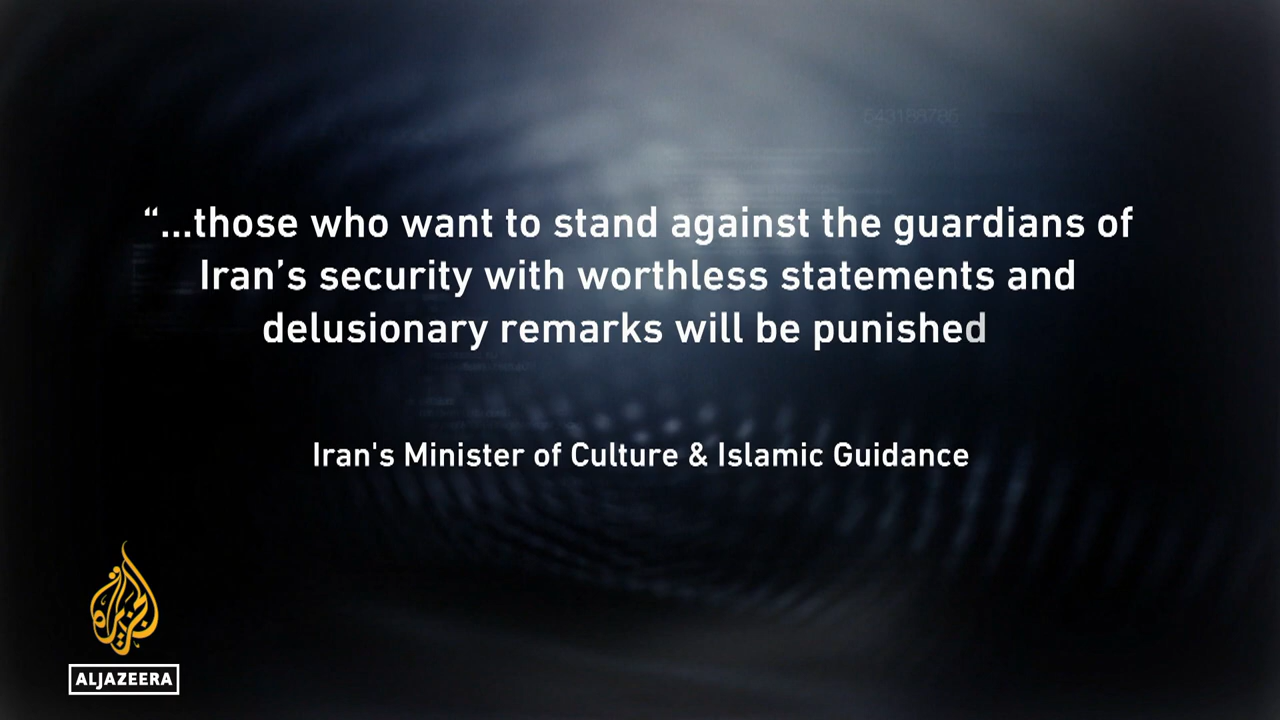 “...those who want to stand against the guardians of
Iran’s security with worthless statements and
delusionary remarks will be punished
Iran's Minister of Culture & Islamic Guidance
ALJAZEERA